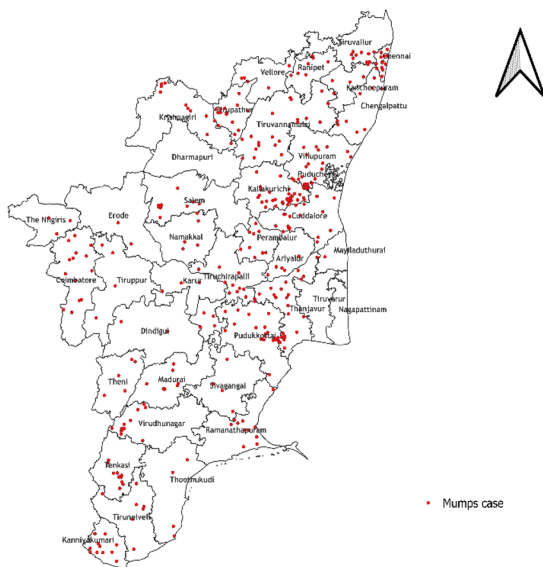 Tiruvallur
Chennai
Ranipet
Vellore
Kancheepuram
Chengalpattu
Krishnagiri
Tirupathur
Tiruvannamalai
Dharmapuri
Villupuram
Puducherry
Kallakurichi
Salem
Cuddalore
The Nilgiris
Erode
Namakkal
Perambalur
Mayiladuthurai
Ariyalur
Coimbatore
Tiruppur
Karur
Tiruchirapalli
Thanjavur
Tiruvarur
Nagapattinam
Dindigul
Pudukkottai
Theni
Madurai
Sivagangai
Virudhunagar
Ramanathapuram
Tenkasi
Thoothukudi
Tirunelveli
Kanniyakumari
Mumps case